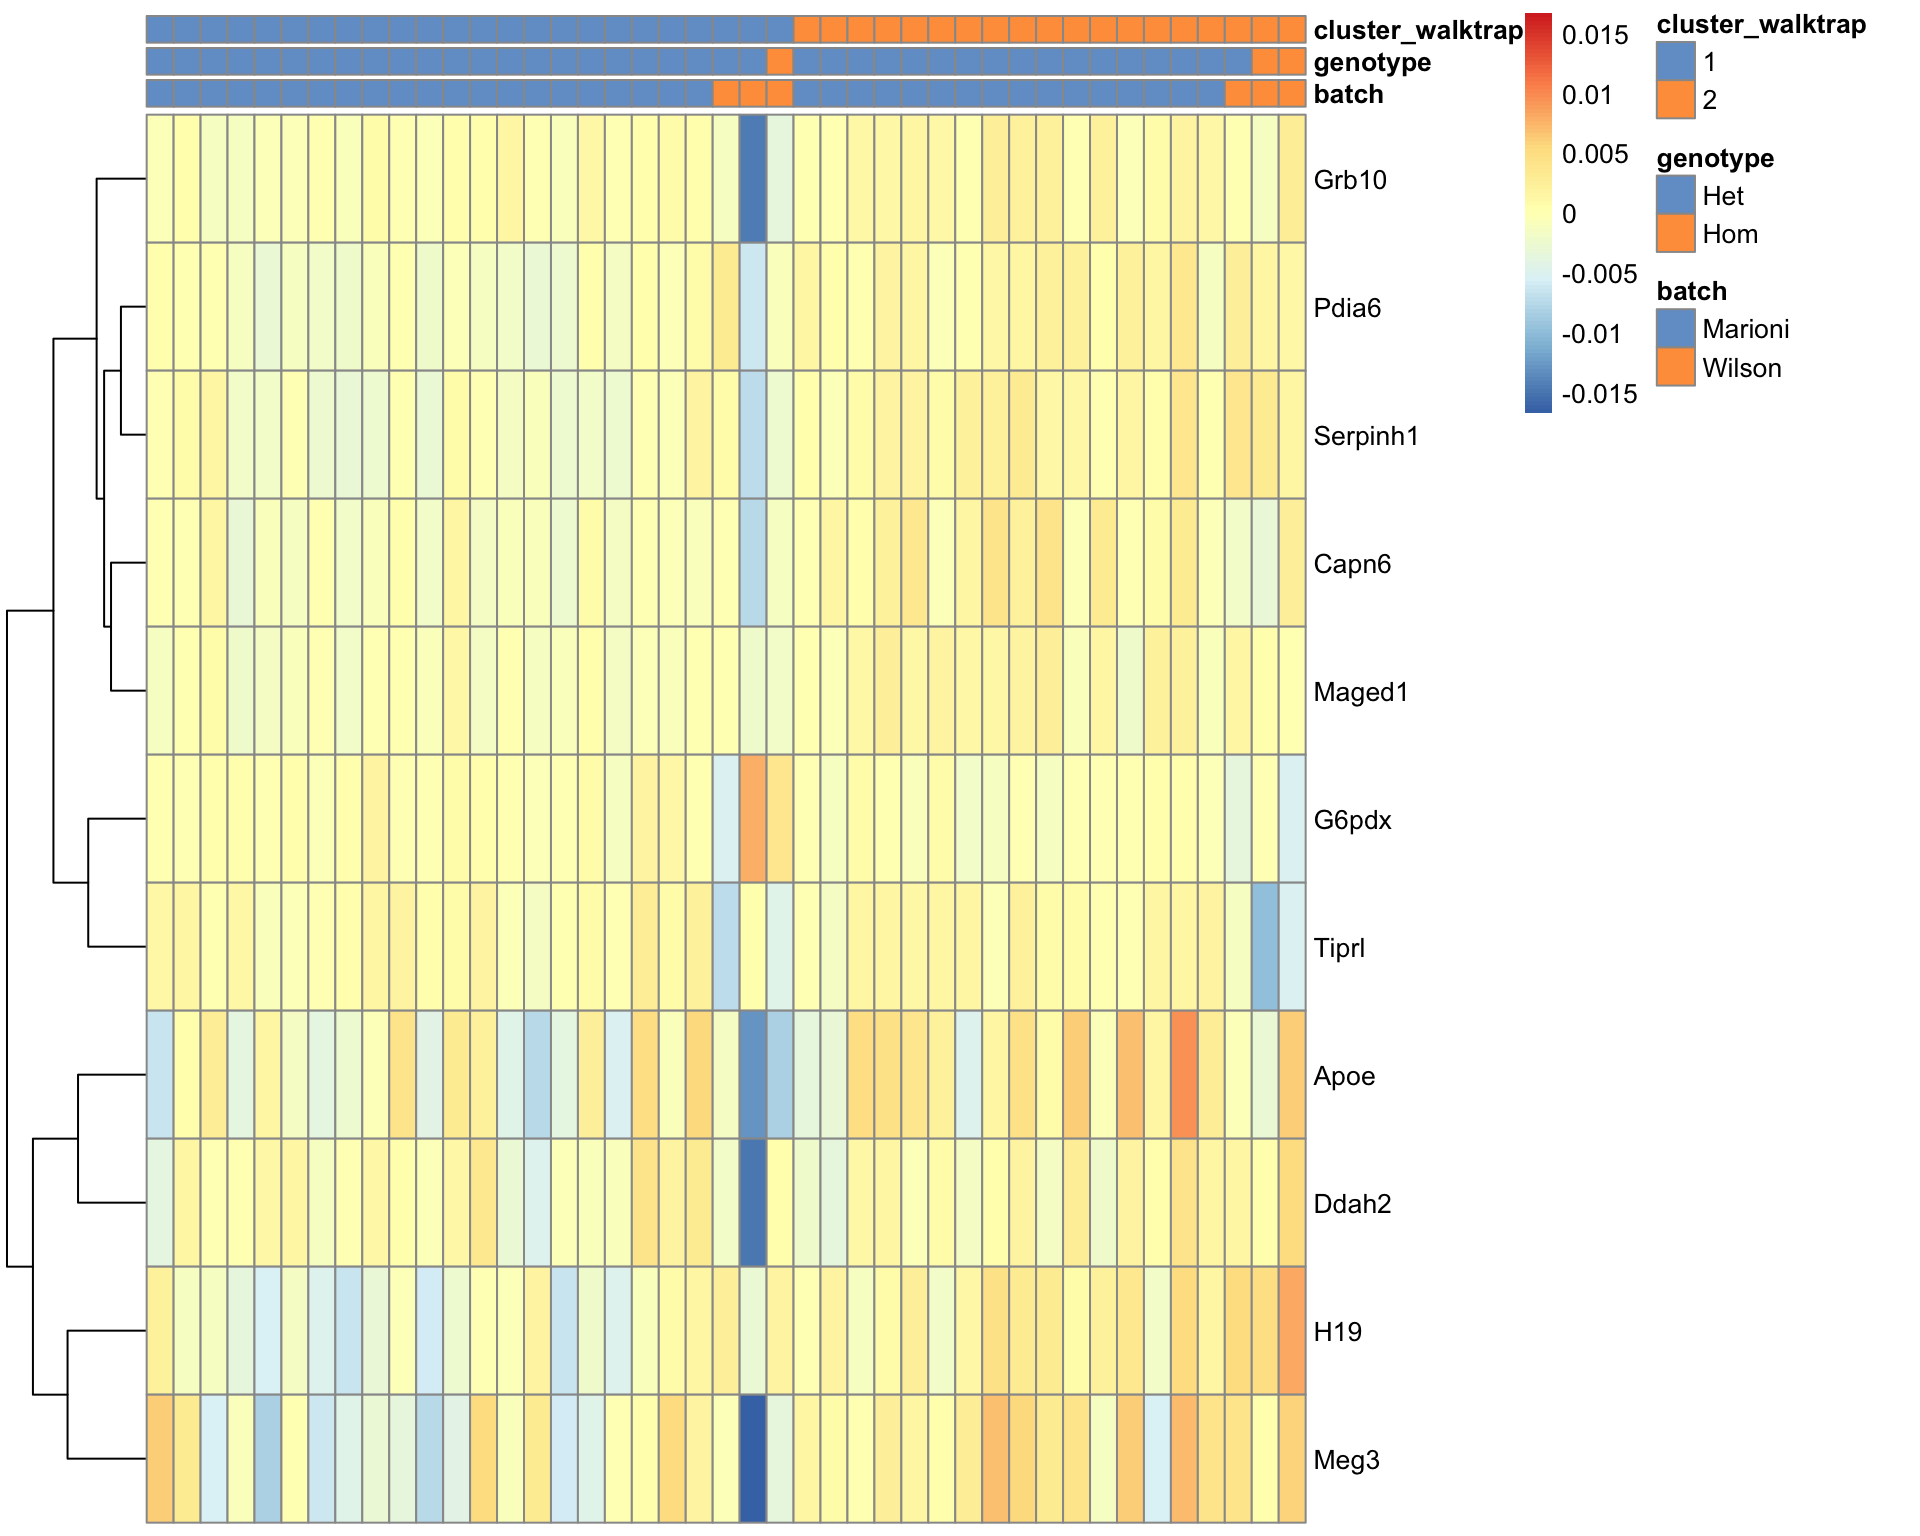 cluster_walktrap
genotype
batch
Grb10
Pdia6
Serpinh1
Capn6
Maged1
G6pdx
Tiprl
Apoe
Ddah2
H19
Meg3
0.015
0.01
0.005
0
-0.005
-0.01
-0.015
cluster_walktrap
1
2
genotype
Het
Hom
batch
Marioni
Wilson